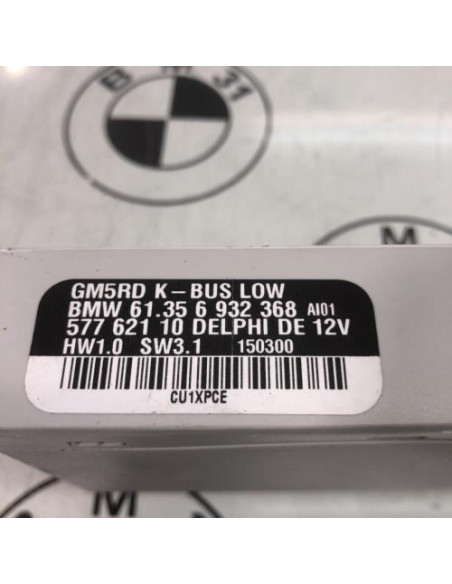 B M 31
GM5RD K-BUS LOW
BMW 61.35 6 932 368 AI01
577 621 10 DELPHI DE 12V
HW1.0 SW3.1 150300
CU1XPCE
M